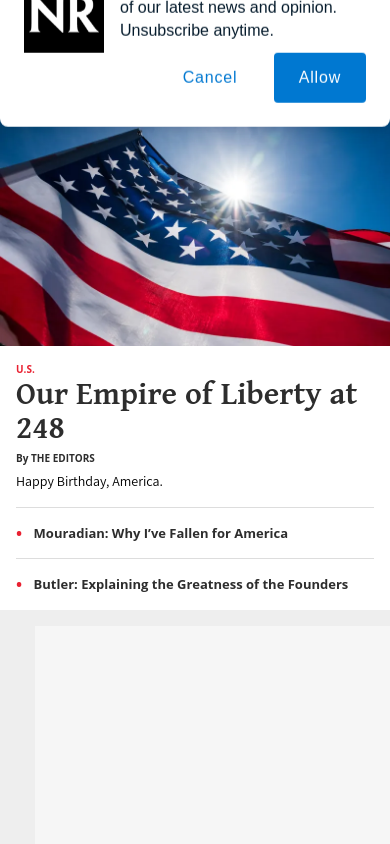 NR
of our latest news and opinion.
Unsubscribe anytime.
Cancel
Allow
U.S.
Our Empire of Liberty at
248
By THE EDITORS
Happy Birthday, America.
• Mouradian: Why I’ve Fallen for America
• Butler: Explaining the Greatness of the Founders